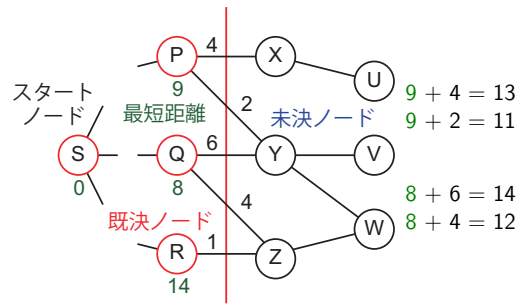 P
4
X
U
9
2
スタート
ノード
最短距離
未決ノード
9 + 4 = 13
9 + 2 = 11
S
0
Q
8
6
Y
V
4
8 + 6 = 14
8 + 4 = 12
既決ノード
W
R
14
1
Z